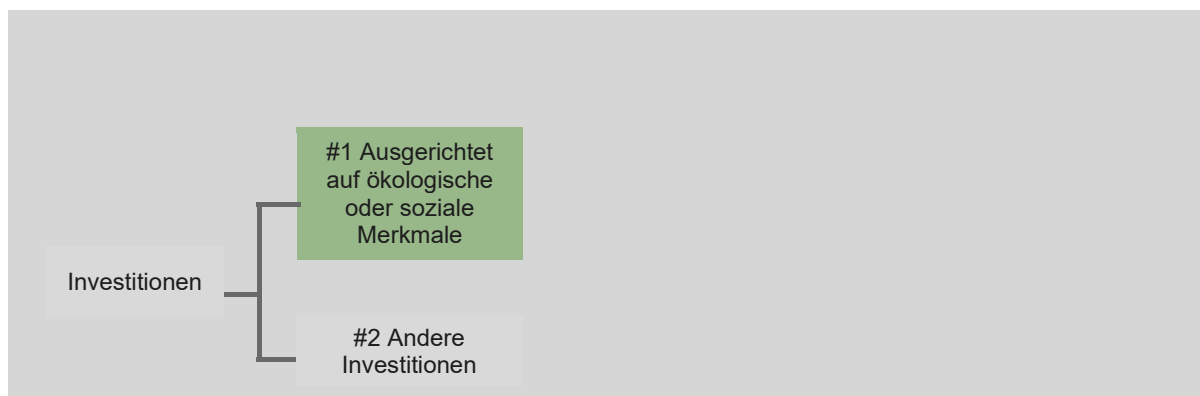 #1 Ausgerichtet
auf ökologische
oder soziale
Merkmale
Investitionen
#2 Andere
Investitionen